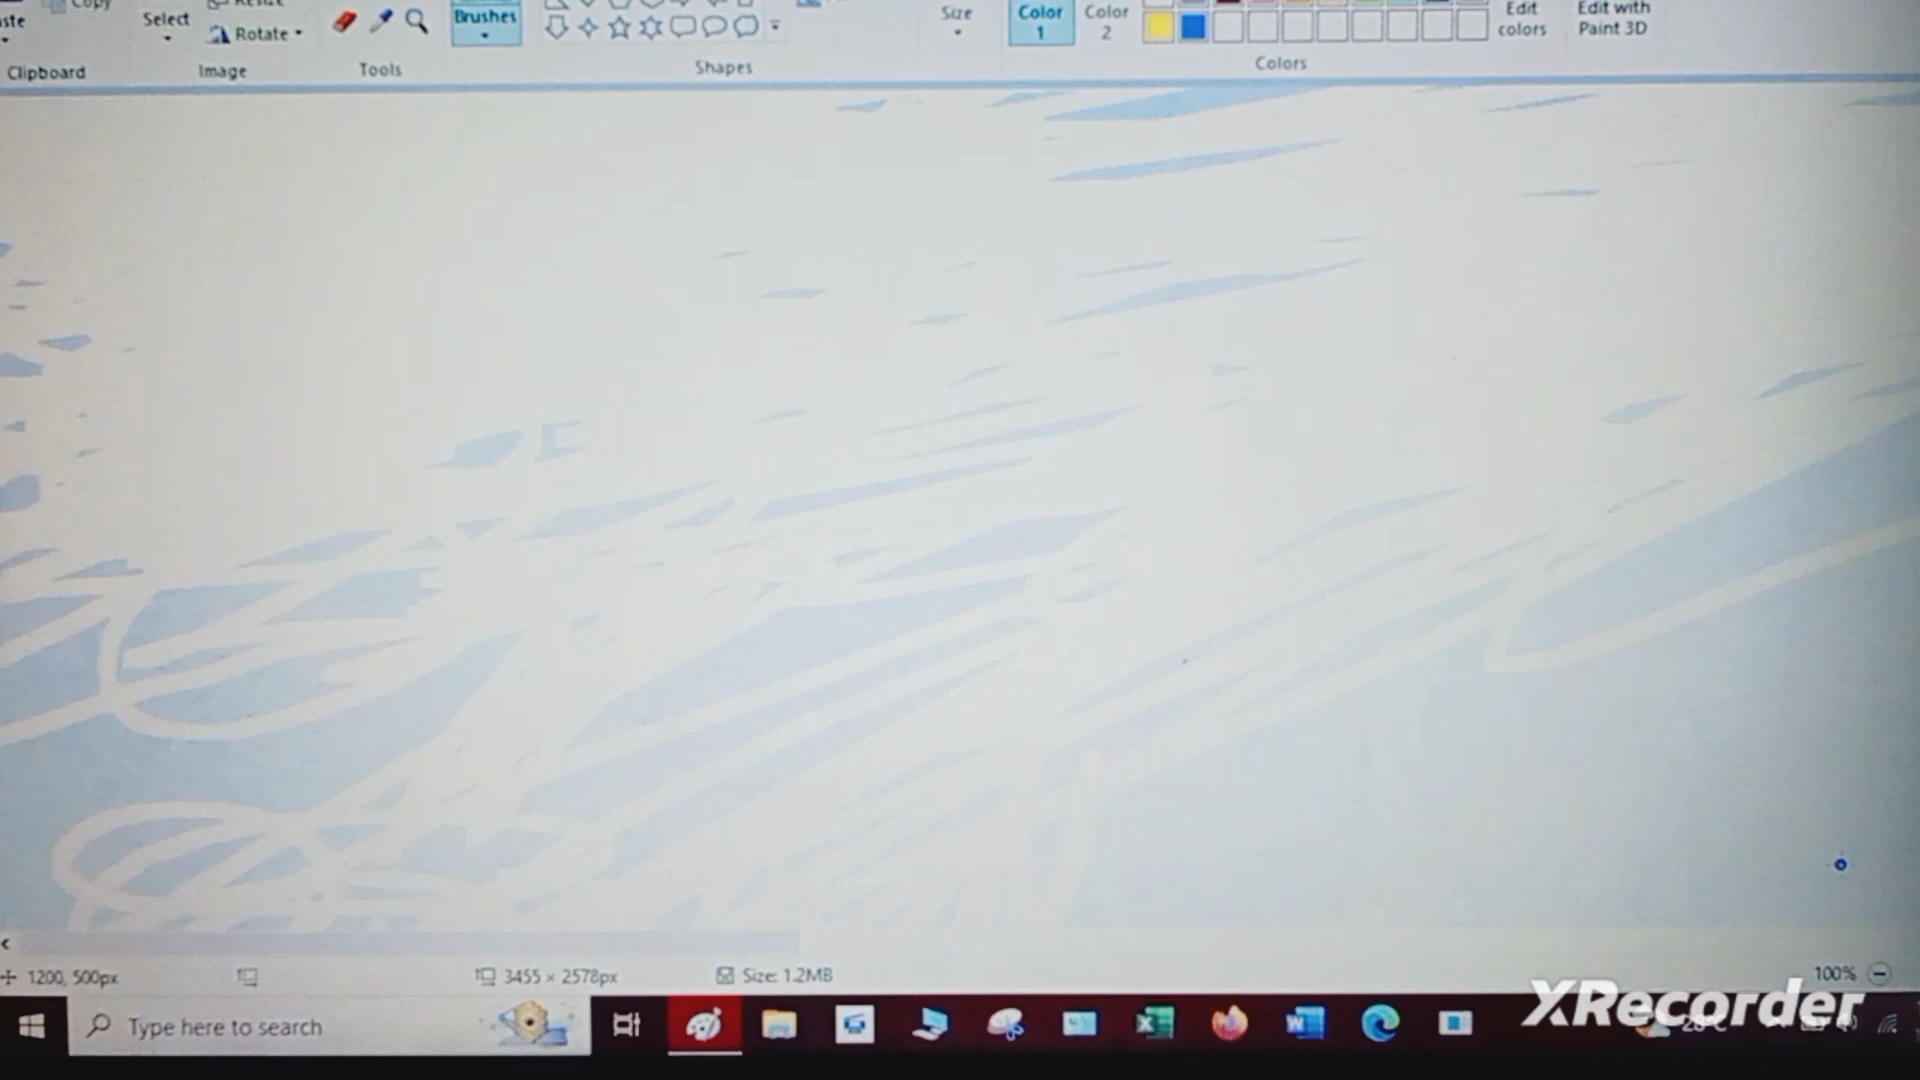 Copy
Select
Rotate
Brushes
Size
Color
1
Color
2
Edit
colors
Edit with
Paint 3D
Clipboard
Image
Tools
Shapes
Colors
1200, 500px
3455 × 2578px
Size: 1.2MB
100%
Type here to search
XRecorder